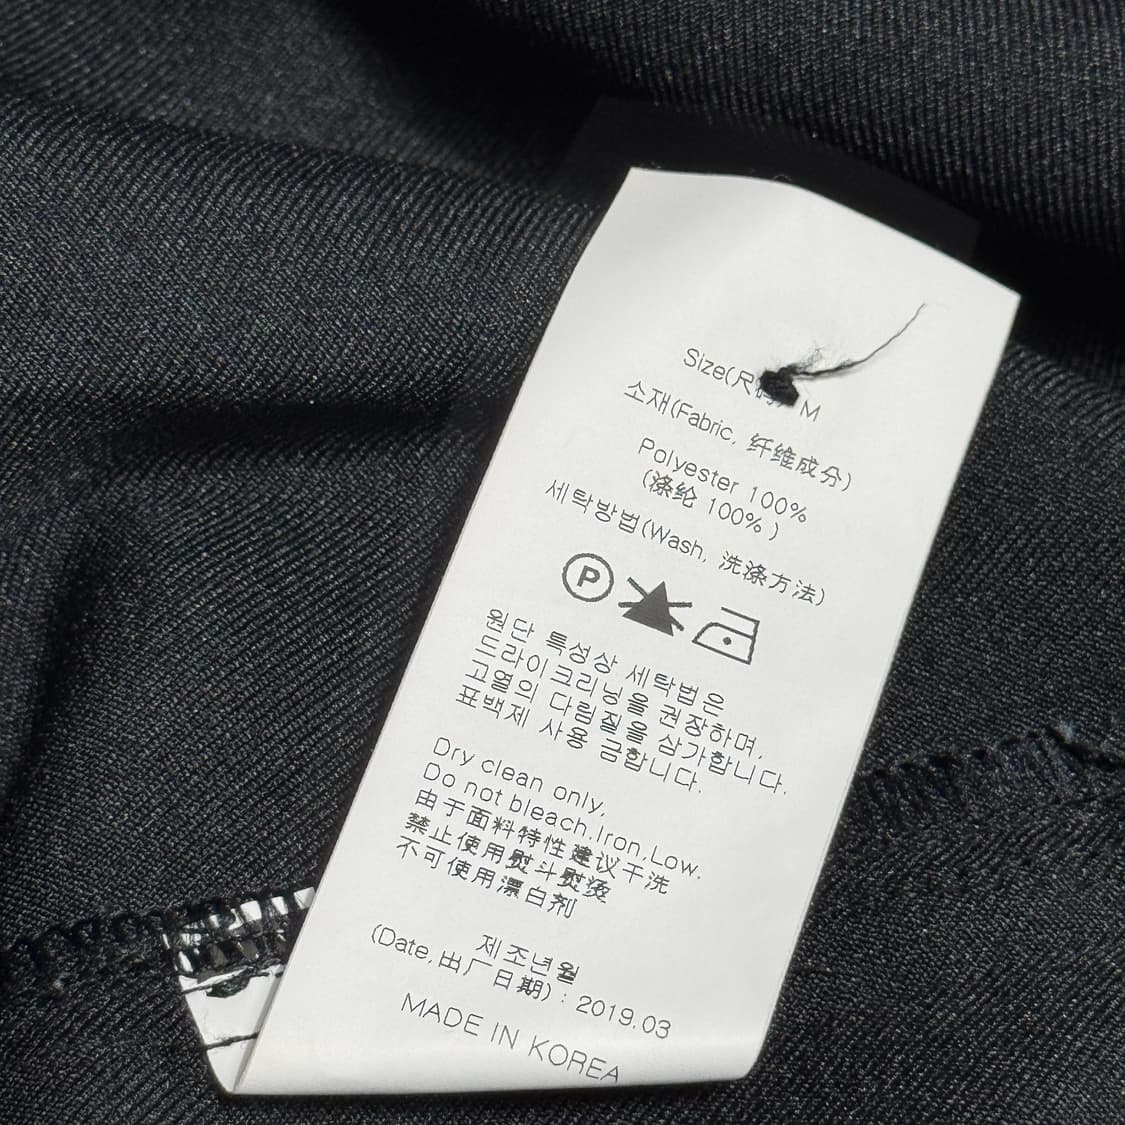 Size(尺码) M
소재(Fabric, 纤维成分)
Polyester 100%
(涤纶 100% )
세탁방법(Wash, 洗涤方法)
P
원단 특성상 세탁법은
드라이크리닝을 권장하며,
고열의 다림질을 삼가합니다.
표백제 사용 금합니다.
Dry clean only,
Do not bleach.Iron,Low.
由于面料特性建议干洗
禁止使用熨斗熨烫
不可使用漂白剂
제조년월
(Date,出厂日期) : 2019.03
MADE IN KOREA